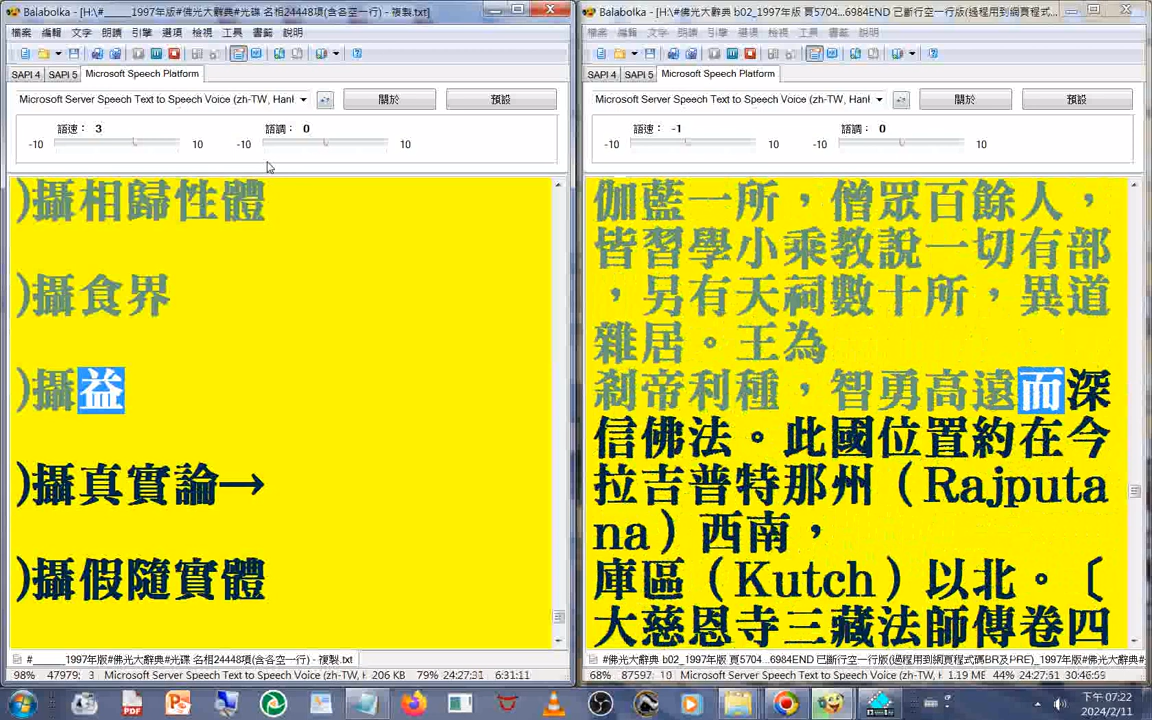 Balabolka - [H:\#_____1997年版#佛光大辭典#光碟 名相24448項(含各空一行) - 複製.txt]
檔案 編輯 文字 朗讀 引擎 選項 檢視 工具 書籤 說明
SAPI 4 SAPI 5 Microsoft Speech Platform
Microsoft Server Speech Text to Speech Voice (zh-TW, Hanl
關於 預設
語速： 3 語調： 0
-10 10 -10 10
)攝相歸性體
)攝食界
)攝益
)攝真實論→
)攝假隨實體
#_____1997年版#佛光大辭典#光碟 名相24448項(含各空一行) - 複製.txt
98% 47979: 3 Microsoft Speech Platform: Microsoft Server Speech Text to Speech Voice (zh-TW, Han 206 KB 79% 24:27:31 6:31:11
Balabolka - [H:\#佛光大辭典 b02_1997年版 頁5704...6984END 已斷行空一行版(過程用到網頁程式...
檔案 編輯 文字 朗讀 引擎 選項 檢視 工具 書籤 說明
SAPI 4 SAPI 5 Microsoft Speech Platform
Microsoft Server Speech Text to Speech Voice (zh-TW, Hanl
關於 預設
語速： -1 語調： 0
-10 10 -10 10
伽藍一所，僧眾百餘人，
皆習學小乘教說一切有部
，另有天祠數十所，異道
雜居。王為
剎帝利種，智勇高遠而深
信佛法。此國位置約在今
拉吉普特那州（Rajputa
na）西南，
庫區（Kutch）以北。〔
大慈恩寺三藏法師傳卷四
#佛光大辭典 b02_1997年版 頁5704...6984END 已斷行空一行版(過程用到網頁程式碼BR及PRE)_1997年版#佛光大辭典#
68% 87597: 10 Microsoft Speech Platform: Microsoft Server Speech Text to Speech Voice (zh-TW, Han 1.19 ME 44% 24:27:51 30:46:59
下午 07:22
2024/2/11